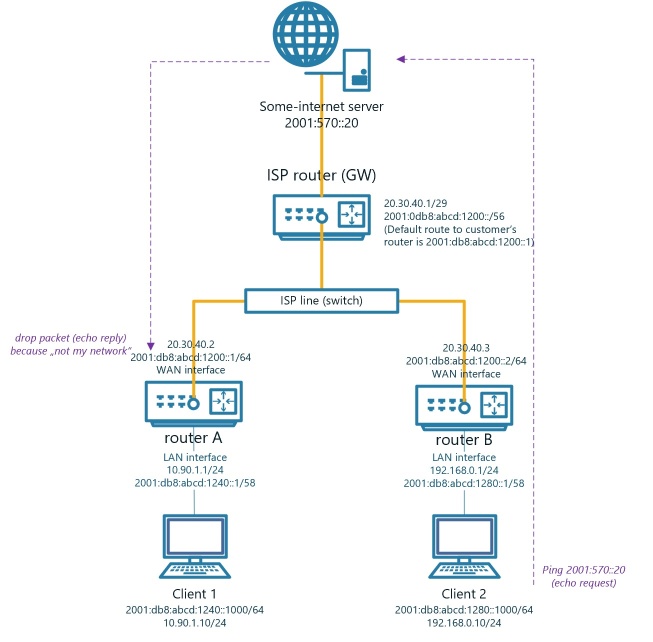 Some-internet server
2001:570::20
ISP router (GW)
20.30.40.1/29
2001:0db8:abcd:1200::/56
(Default route to customer's
router is 2001:db8:abcd:1200::1)
ISP line (switch)
drop packet (echo reply)
because „not my network“
20.30.40.2
2001:db8:abcd:1200::1/64
WAN interface
20.30.40.3
2001:db8:abcd:1200::2/64
WAN interface
router A
router B
LAN interface
10.90.1.1/24
2001:db8:abcd:1240::1/58
LAN interface
192.168.0.1/24
2001:db8:abcd:1280::1/58
Ping 2001:570::20
(echo request)
Client 1
2001:db8:abcd:1240::1000/64
10.90.1.10/24
Client 2
2001:db8:abcd:1280::1000/64
192.168.0.10/24